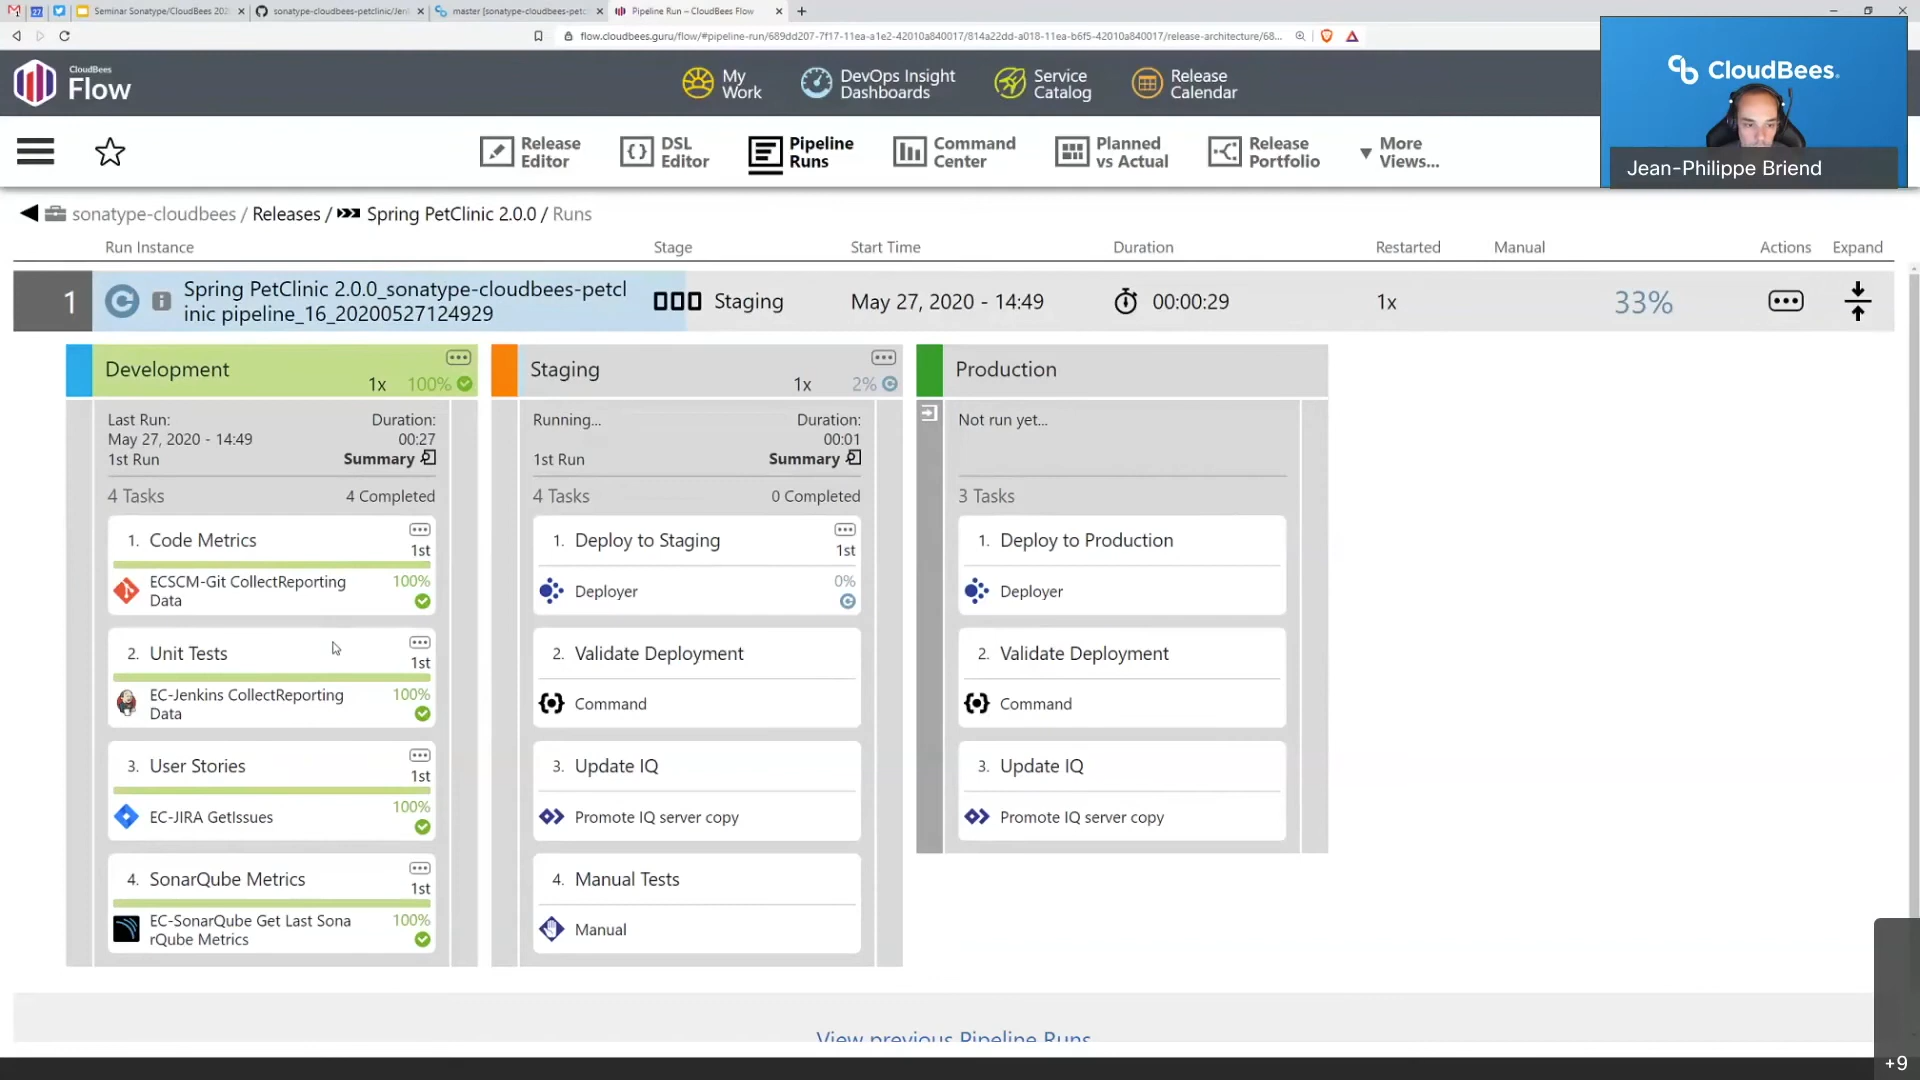 Seminar Sonatype/CloudBees 202
sonatype-cloudbees-petclinic/Jen
master [sonatype-cloudbees-petc
Pipeline Run – CloudBees Flow
flow.cloudbees.guru/flow/#pipeline-run/689dd207-7f17-11ea-a1e2-42010a840017/814a22dd-a018-11ea-b6f5-42010a840017/release-architecture/68...
CloudBees
Flow
My
Work
DevOps Insight
Dashboards
Service
Catalog
Release
Calendar
CloudBees.
Jean-Philippe Briend
Release
Editor
DSL
Editor
Pipeline
Runs
Command
Center
Planned
vs Actual
Release
Portfolio
More
Views...
sonatype-cloudbees / Releases / Spring PetClinic 2.0.0 / Runs
Run Instance Stage Start Time Duration Restarted Manual Actions Expand
1
Spring PetClinic 2.0.0_sonatype-cloudbees-petcl
inic pipeline_16_20200527124929
Staging May 27, 2020 - 14:49 00:00:29 1x 33%
Development
1x 100%
Last Run: Duration:
May 27, 2020 - 14:49 00:27
1st Run Summary
4 Tasks 4 Completed
1. Code Metrics
1st
ECSCM-Git CollectReporting
Data
100%
2. Unit Tests
1st
EC-Jenkins CollectReporting
Data
100%
3. User Stories
1st
EC-JIRA GetIssues
100%
4. SonarQube Metrics
1st
EC-SonarQube Get Last Sona
rQube Metrics
100%
Staging
1x 2%
Running... Duration:
00:01
1st Run Summary
4 Tasks 0 Completed
1. Deploy to Staging
1st
Deployer
0%
2. Validate Deployment
Command
3. Update IQ
Promote IQ server copy
4. Manual Tests
Manual
Production
Not run yet...
3 Tasks
1. Deploy to Production
Deployer
2. Validate Deployment
Command
3. Update IQ
Promote IQ server copy
View previous Pipeline Runs
+9